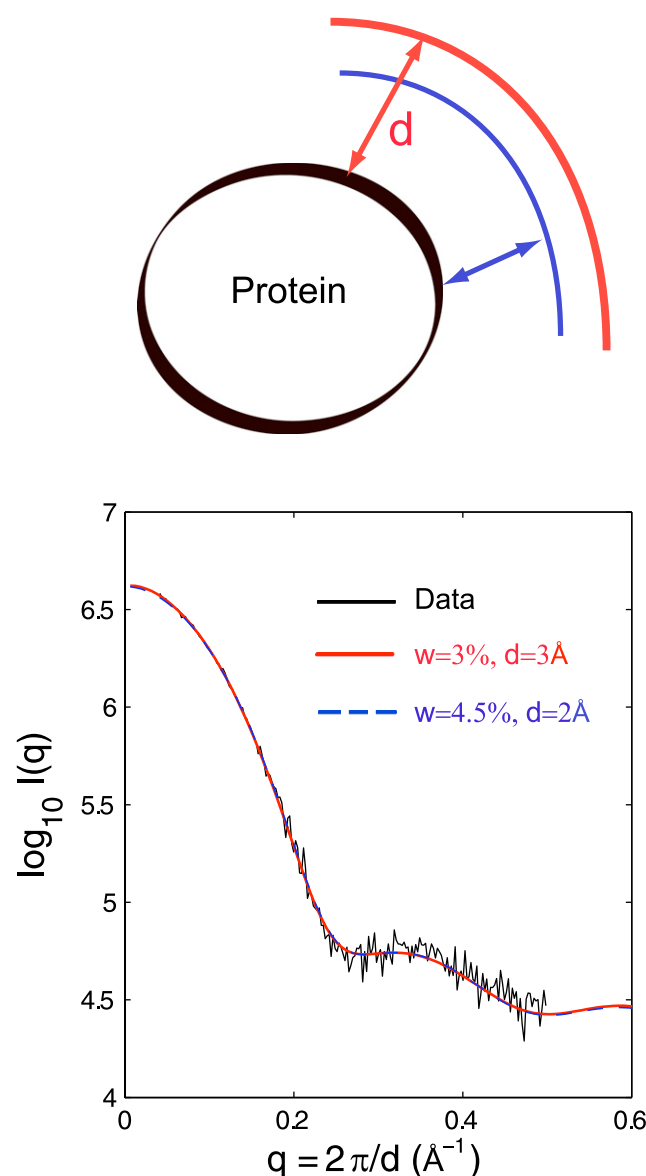 d
Protein
7
6.5
6
5.5
5
4.5
4
log10 I(q)
Data
w=3%, d=3Å
w=4.5%, d=2Å
0
0.2
0.4
0.6
q = 2π/d (Å⁻¹)